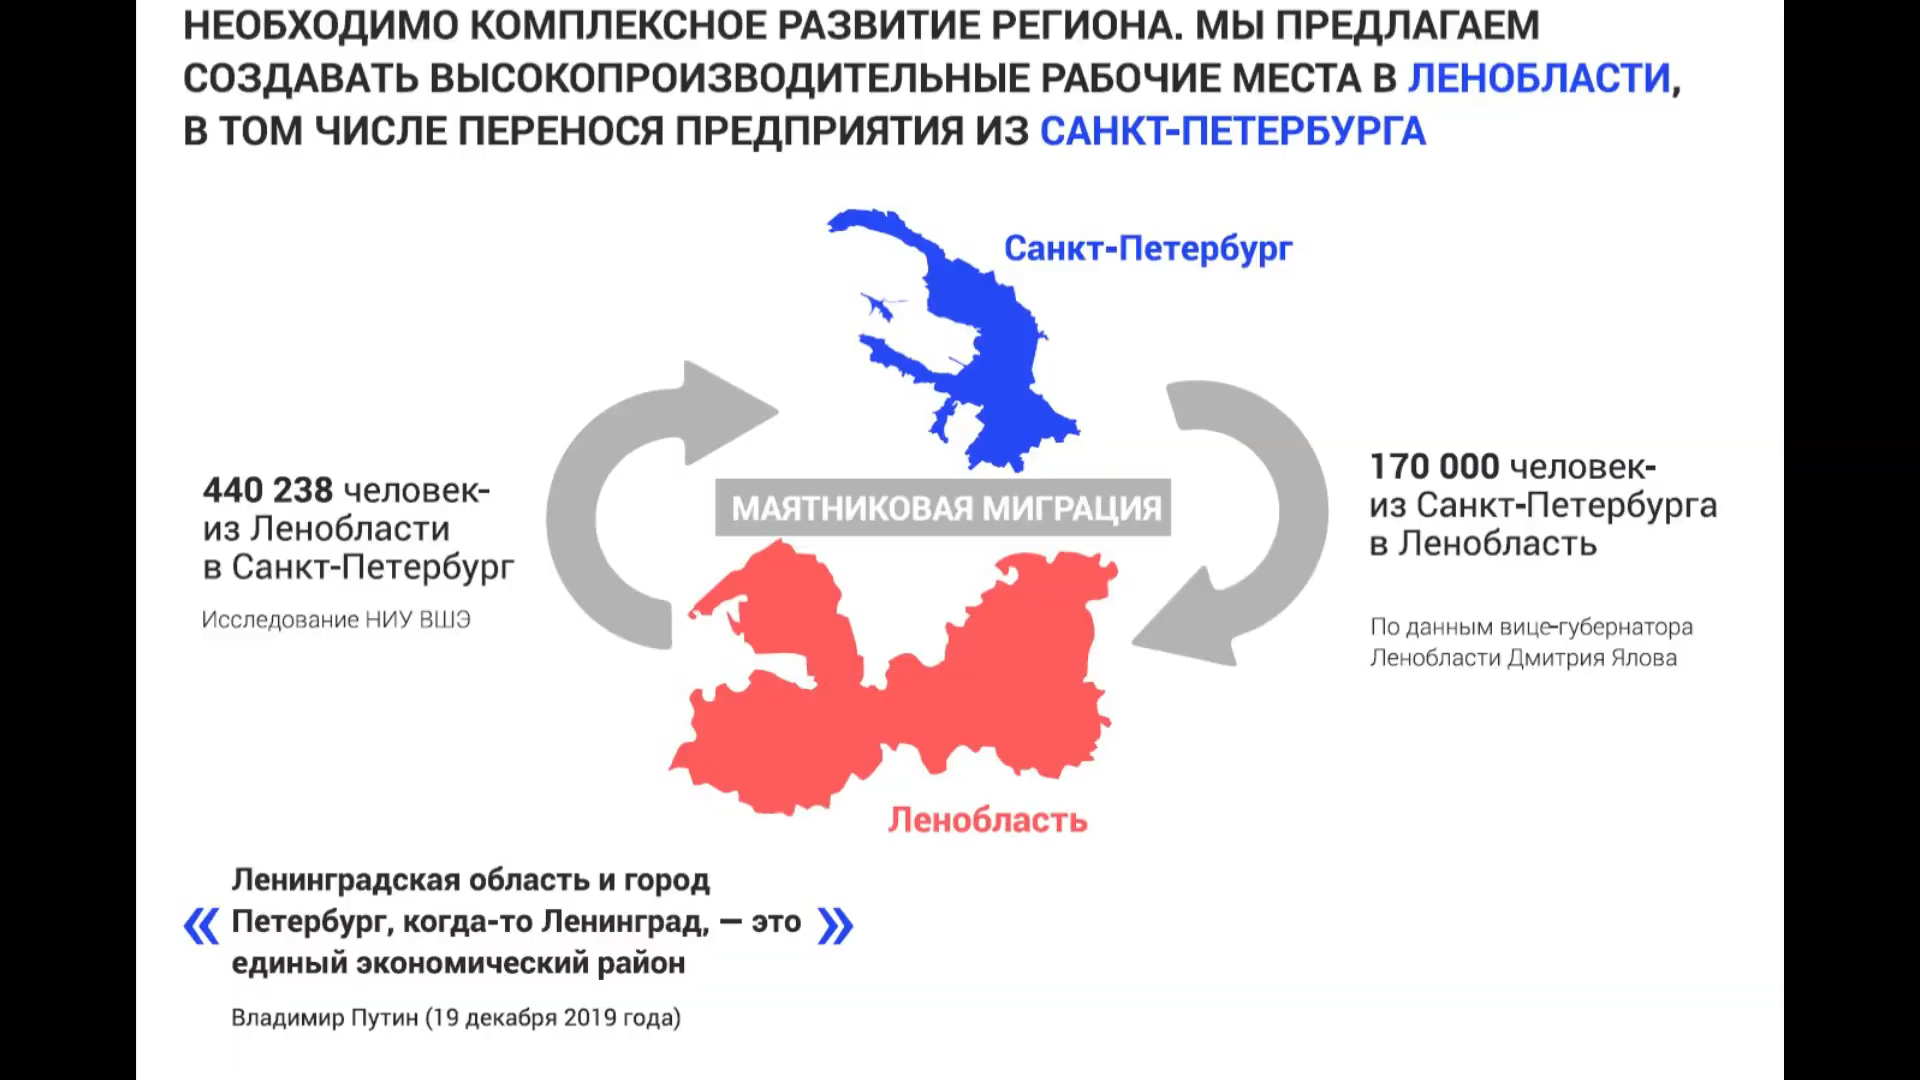 НЕОБХОДИМО КОМПЛЕКСНОЕ РАЗВИТИЕ РЕГИОНА. МЫ ПРЕДЛАГАЕМ
СОЗДАВАТЬ ВЫСОКОПРОИЗВОДИТЕЛЬНЫЕ РАБОЧИЕ МЕСТА В ЛЕНОБЛАСТИ,
В ТОМ ЧИСЛЕ ПЕРЕНОСЯ ПРЕДПРИЯТИЯ ИЗ САНКТ-ПЕТЕРБУРГА
Санкт-Петербург
440 238 человек-
из Ленобласти
в Санкт-Петербург
Исследование НИУ ВШЭ
МАЯТНИКОВАЯ МИГРАЦИЯ
170 000 человек-
из Санкт-Петербурга
в Ленобласть
По данным вице-губернатора
Ленобласти Дмитрия Ялова
Ленобласть
Ленинградская область и город
« Петербург, когда-то Ленинград, — это »
единый экономический район
Владимир Путин (19 декабря 2019 года)